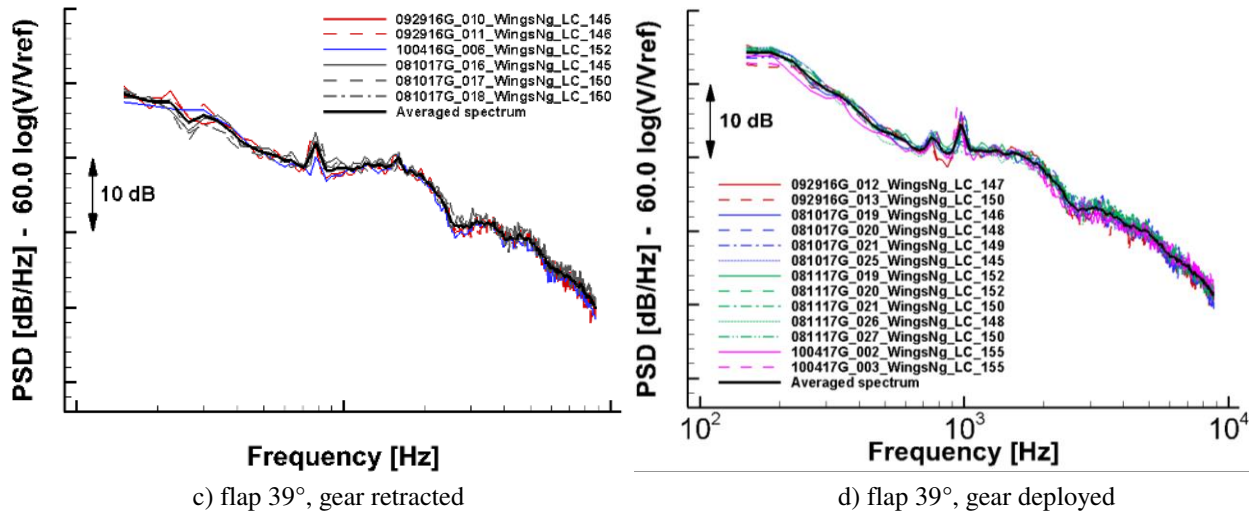 PSD [dB/Hz] - 60.0 log(V/Vref)
10 dB
092916G_010_WingsNg_LC_145
092916G_011_WingsNg_LC_146
100416G_006_WingsNg_LC_152
081017G_016_WingsNg_LC_145
081017G_017_WingsNg_LC_150
081017G_018_WingsNg_LC_150
Averaged spectrum
Frequency [Hz]
c) flap 39°, gear retracted
PSD [dB/Hz] - 60.0 log(V/Vref)
10 dB
092916G_012_WingsNg_LC_147
092916G_013_WingsNg_LC_150
081017G_019_WingsNg_LC_146
081017G_020_WingsNg_LC_148
081017G_021_WingsNg_LC_149
081017G_025_WingsNg_LC_145
081117G_019_WingsNg_LC_152
081117G_020_WingsNg_LC_152
081117G_021_WingsNg_LC_150
081117G_026_WingsNg_LC_148
081117G_027_WingsNg_LC_150
100417G_002_WingsNg_LC_155
100417G_003_WingsNg_LC_155
Averaged spectrum
10² 10³ 10⁴
Frequency [Hz]
d) flap 39°, gear deployed